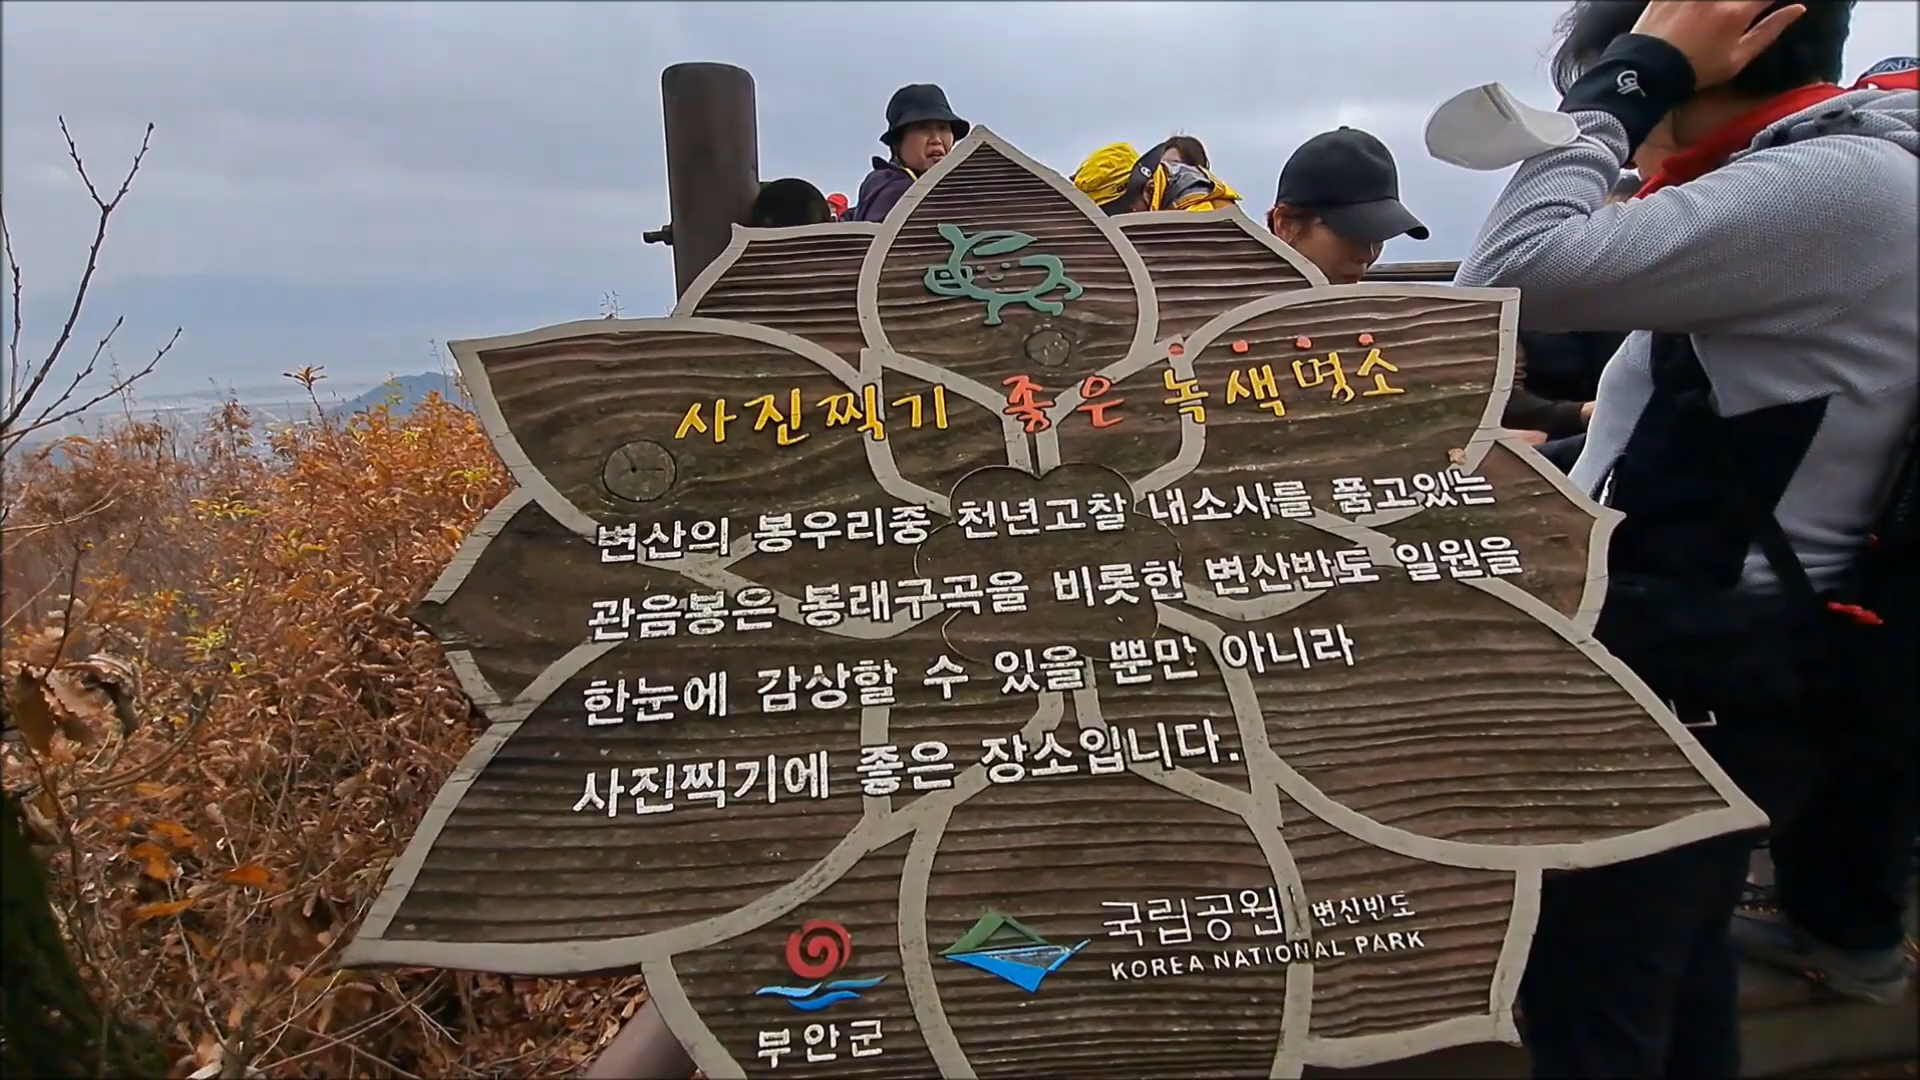 사진찍기 좋은 녹색명소
변산의 봉우리중 천년고찰 내소사를 품고있는
관음봉은 봉래구곡을 비롯한 변산반도 일원을
한눈에 감상할 수 있을 뿐만 아니라
사진찍기에 좋은 장소입니다.
국립공원 변산반도
KOREA NATIONAL PARK
부안군